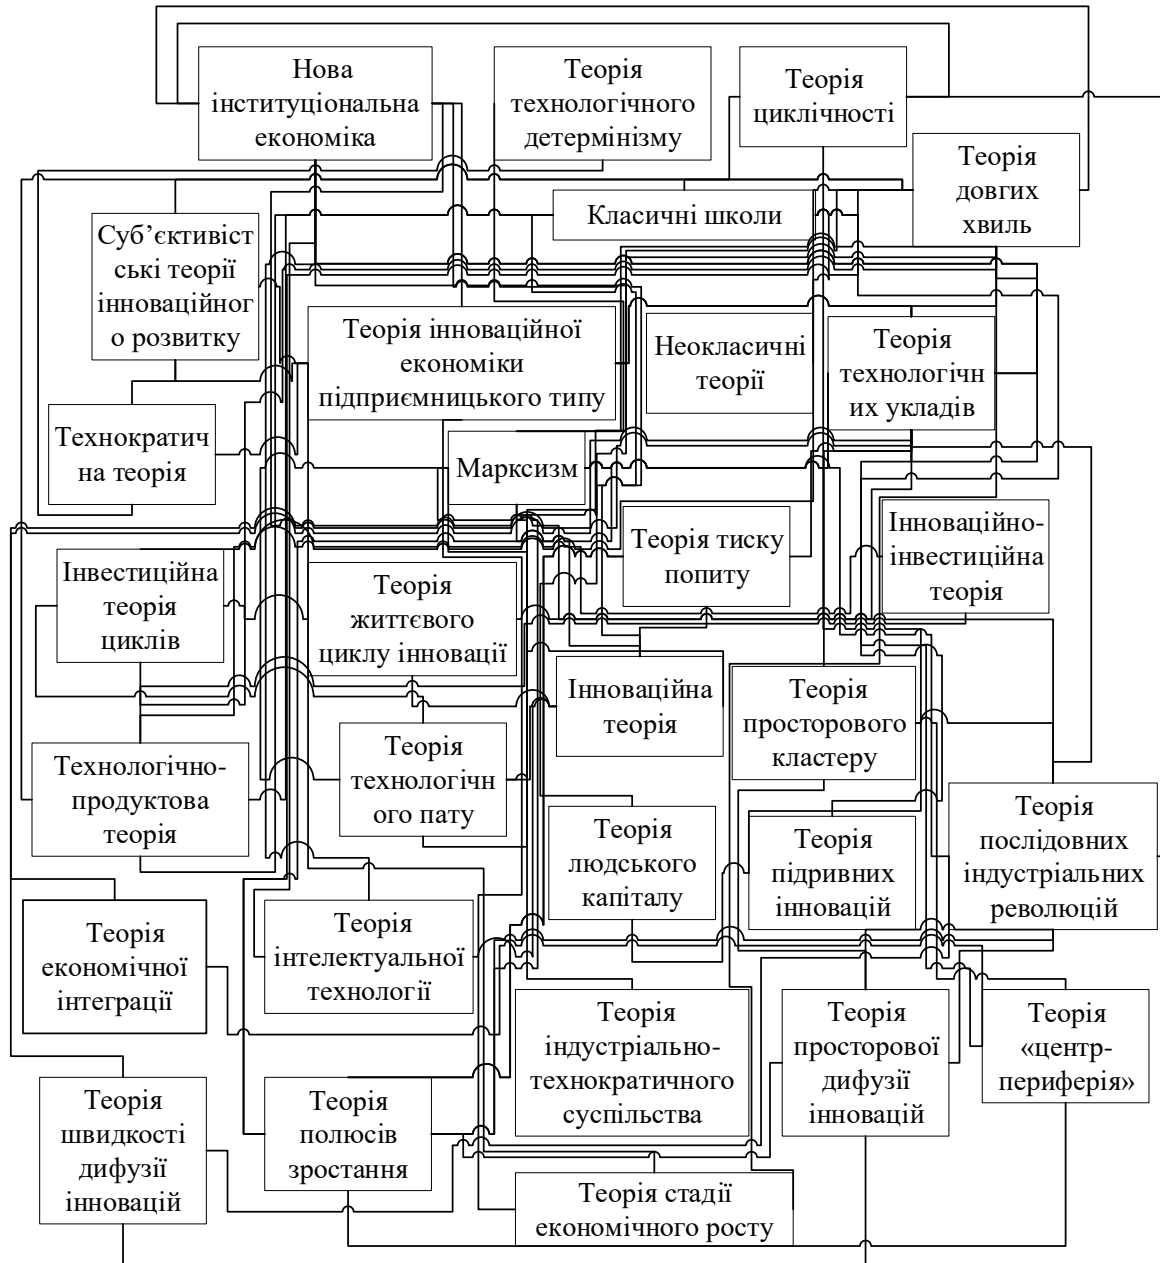 Нова
інституціональна
економіка
Теорія
технологічного
детермінізму
Теорія
циклічності
Теорія
довгих
хвиль
Класичні школи
Суб’єктивіст
ські теорії
інноваційног
о розвитку
Теорія інноваційної
економіки
підприємницького типу
Неокласичні
теорії
Теорія
технологічн
их укладів
Технократич
на теорія
Марксизм
Теорія тиску
попиту
Інноваційно-
інвестиційна
теорія
Інвестиційна
теорія
циклів
Теорія
життєвого
циклу інновації
Інноваційна
теорія
Теорія
просторового
кластеру
Технологічно-
продуктова
теорія
Теорія
технологічн
ого пату
Теорія
людського
капіталу
Теорія
підривних
інновацій
Теорія
послідовних
індустріальних
революцій
Теорія
економічної
інтеграції
Теорія
інтелектуальної
технології
Теорія
індустріально-
технократичного
суспільства
Теорія
просторової
дифузії
інновацій
Теорія
«центр-
периферія»
Теорія
швидкості
дифузії
інновацій
Теорія
полюсів
зростання
Теорія стадії
економічного росту